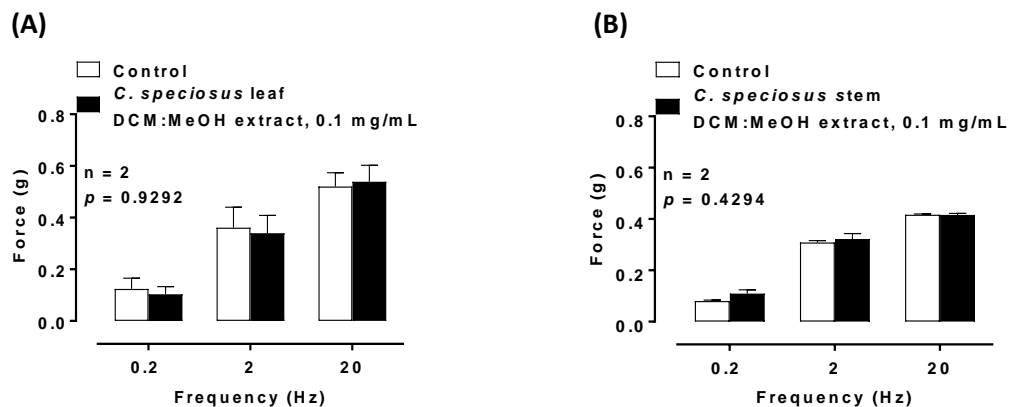 (A)
Control
C. speciosus leaf
DCM:MeOH extract, 0.1 mg/mL
0.8
0.6
0.4
0.2
0.0
Force (g)
n = 2
p = 0.9292
0.2 2 20
Frequency (Hz)
(B)
Control
C. speciosus stem
DCM:MeOH extract, 0.1 mg/mL
0.8
0.6
0.4
0.2
0.0
Force (g)
n = 2
p = 0.4294
0.2 2 20
Frequency (Hz)